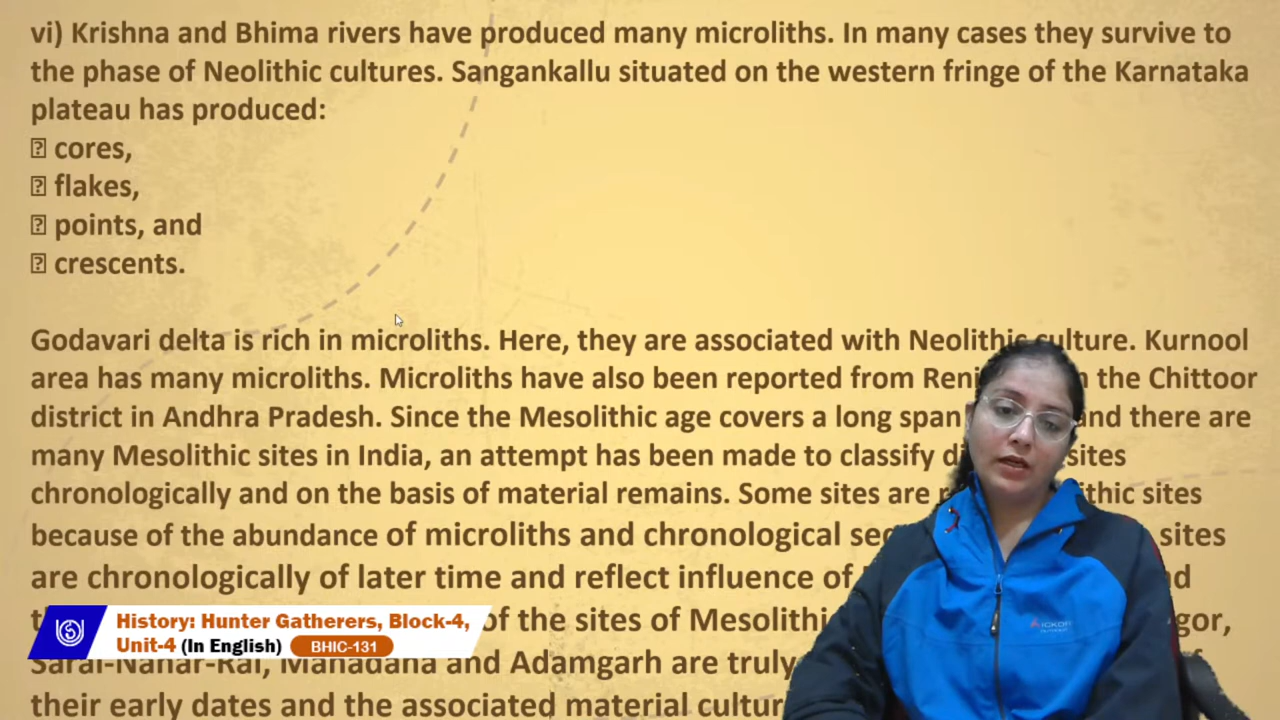 vi) Krishna and Bhima rivers have produced many microliths. In many cases they survive to
the phase of Neolithic cultures. Sangankallu situated on the western fringe of the Karnataka
plateau has produced:
cores,
flakes,
points, and
crescents.
Godavari delta is rich in microliths. Here, they are associated with Neolithic culture. Kurnool
area has many microliths. Microliths have also been reported from the Chittoor
district in Andhra Pradesh. Since the Mesolithic age covers a long span and there are
many Mesolithic sites in India, an attempt has been made to classify sites
chronologically and on the basis of material remains. Some sites are sites
because of the abundance of microliths and chronological sites
are chronologically of later time and reflect influence of
of the sites of
Sarai-Nahar-Rai, Mahadaha and Adamgarh are truly
their early dates and the associated material
History: Hunter Gatherers, Block-4,
Unit-4 (In English) BHIC-131
ICKON